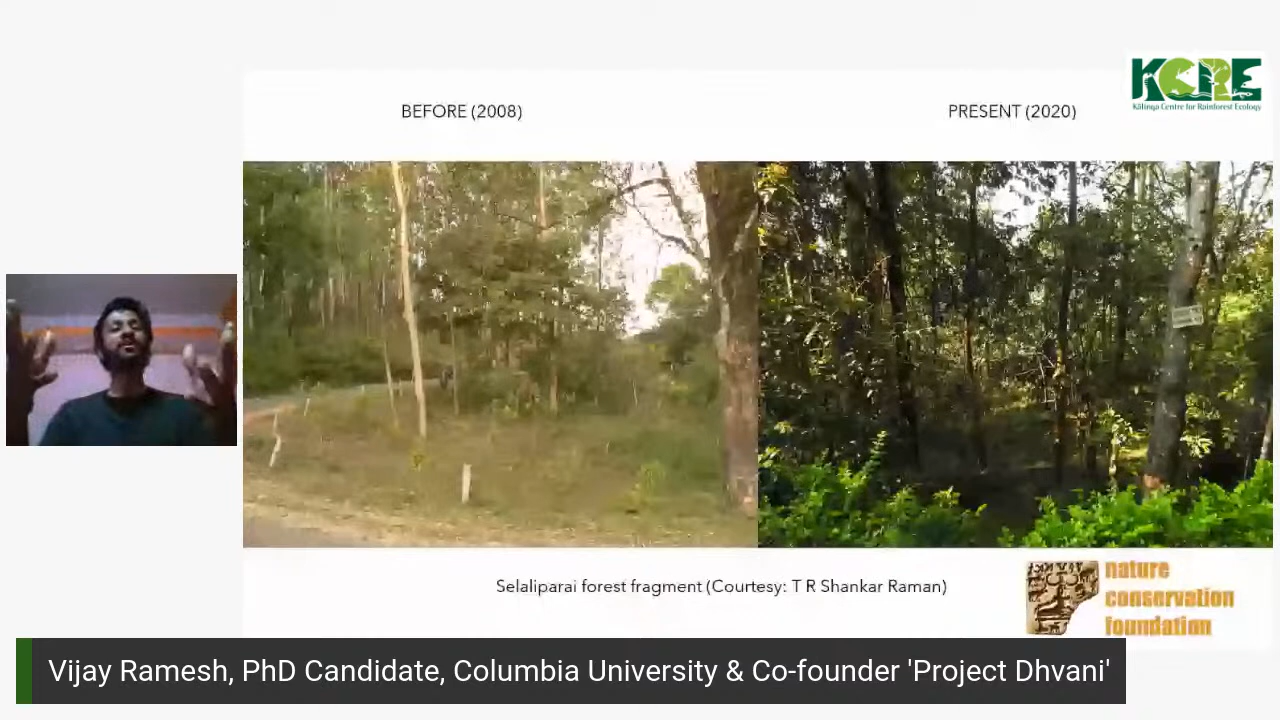 BEFORE (2008)
PRESENT (2020)
KCRE
Kalinga Centre for Rainforest Ecology
Selaliparai forest fragment (Courtesy: T R Shankar Raman)
nature
conservation
foundation
Vijay Ramesh, PhD Candidate, Columbia University & Co-founder 'Project Dhvani'